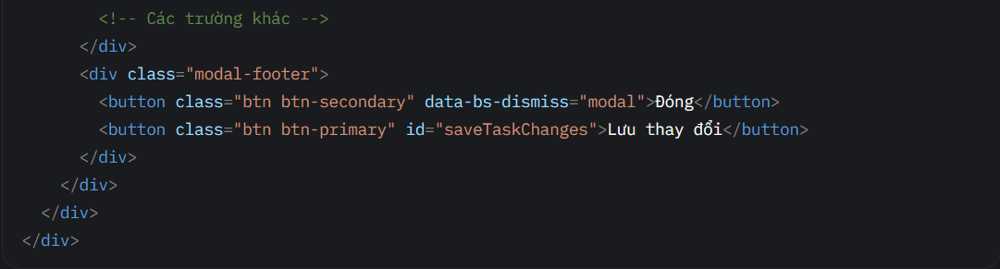 <!-- Các trường khác -->
</div>
<div class="modal-footer">
<button class="btn btn-secondary" data-bs-dismiss="modal">Đóng</button>
<button class="btn btn-primary" id="saveTaskChanges">Lưu thay đổi</button>
</div>
</div>
</div>
</div>